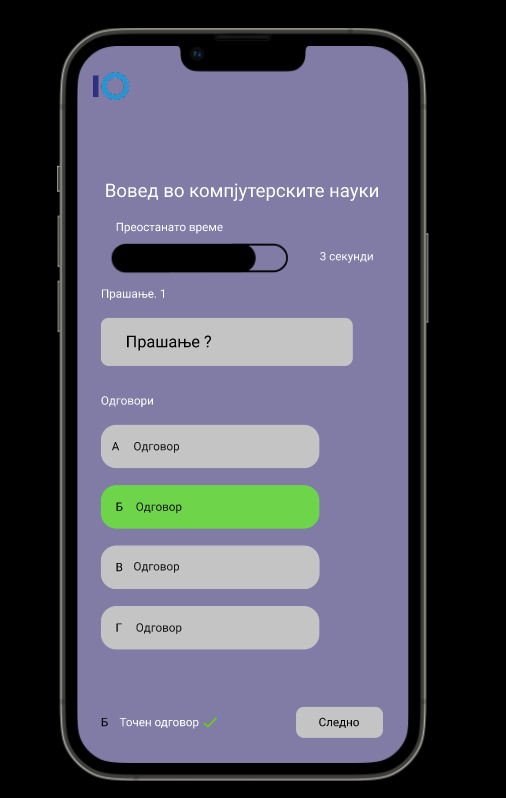 IO
Вовед во компјутерските науки
Преостанато време
3 секунди
Прашање. 1
Прашање ?
Одговори
А Одговор
Б Одговор
В Одговор
Г Одговор
Б Точен одговор
Следно